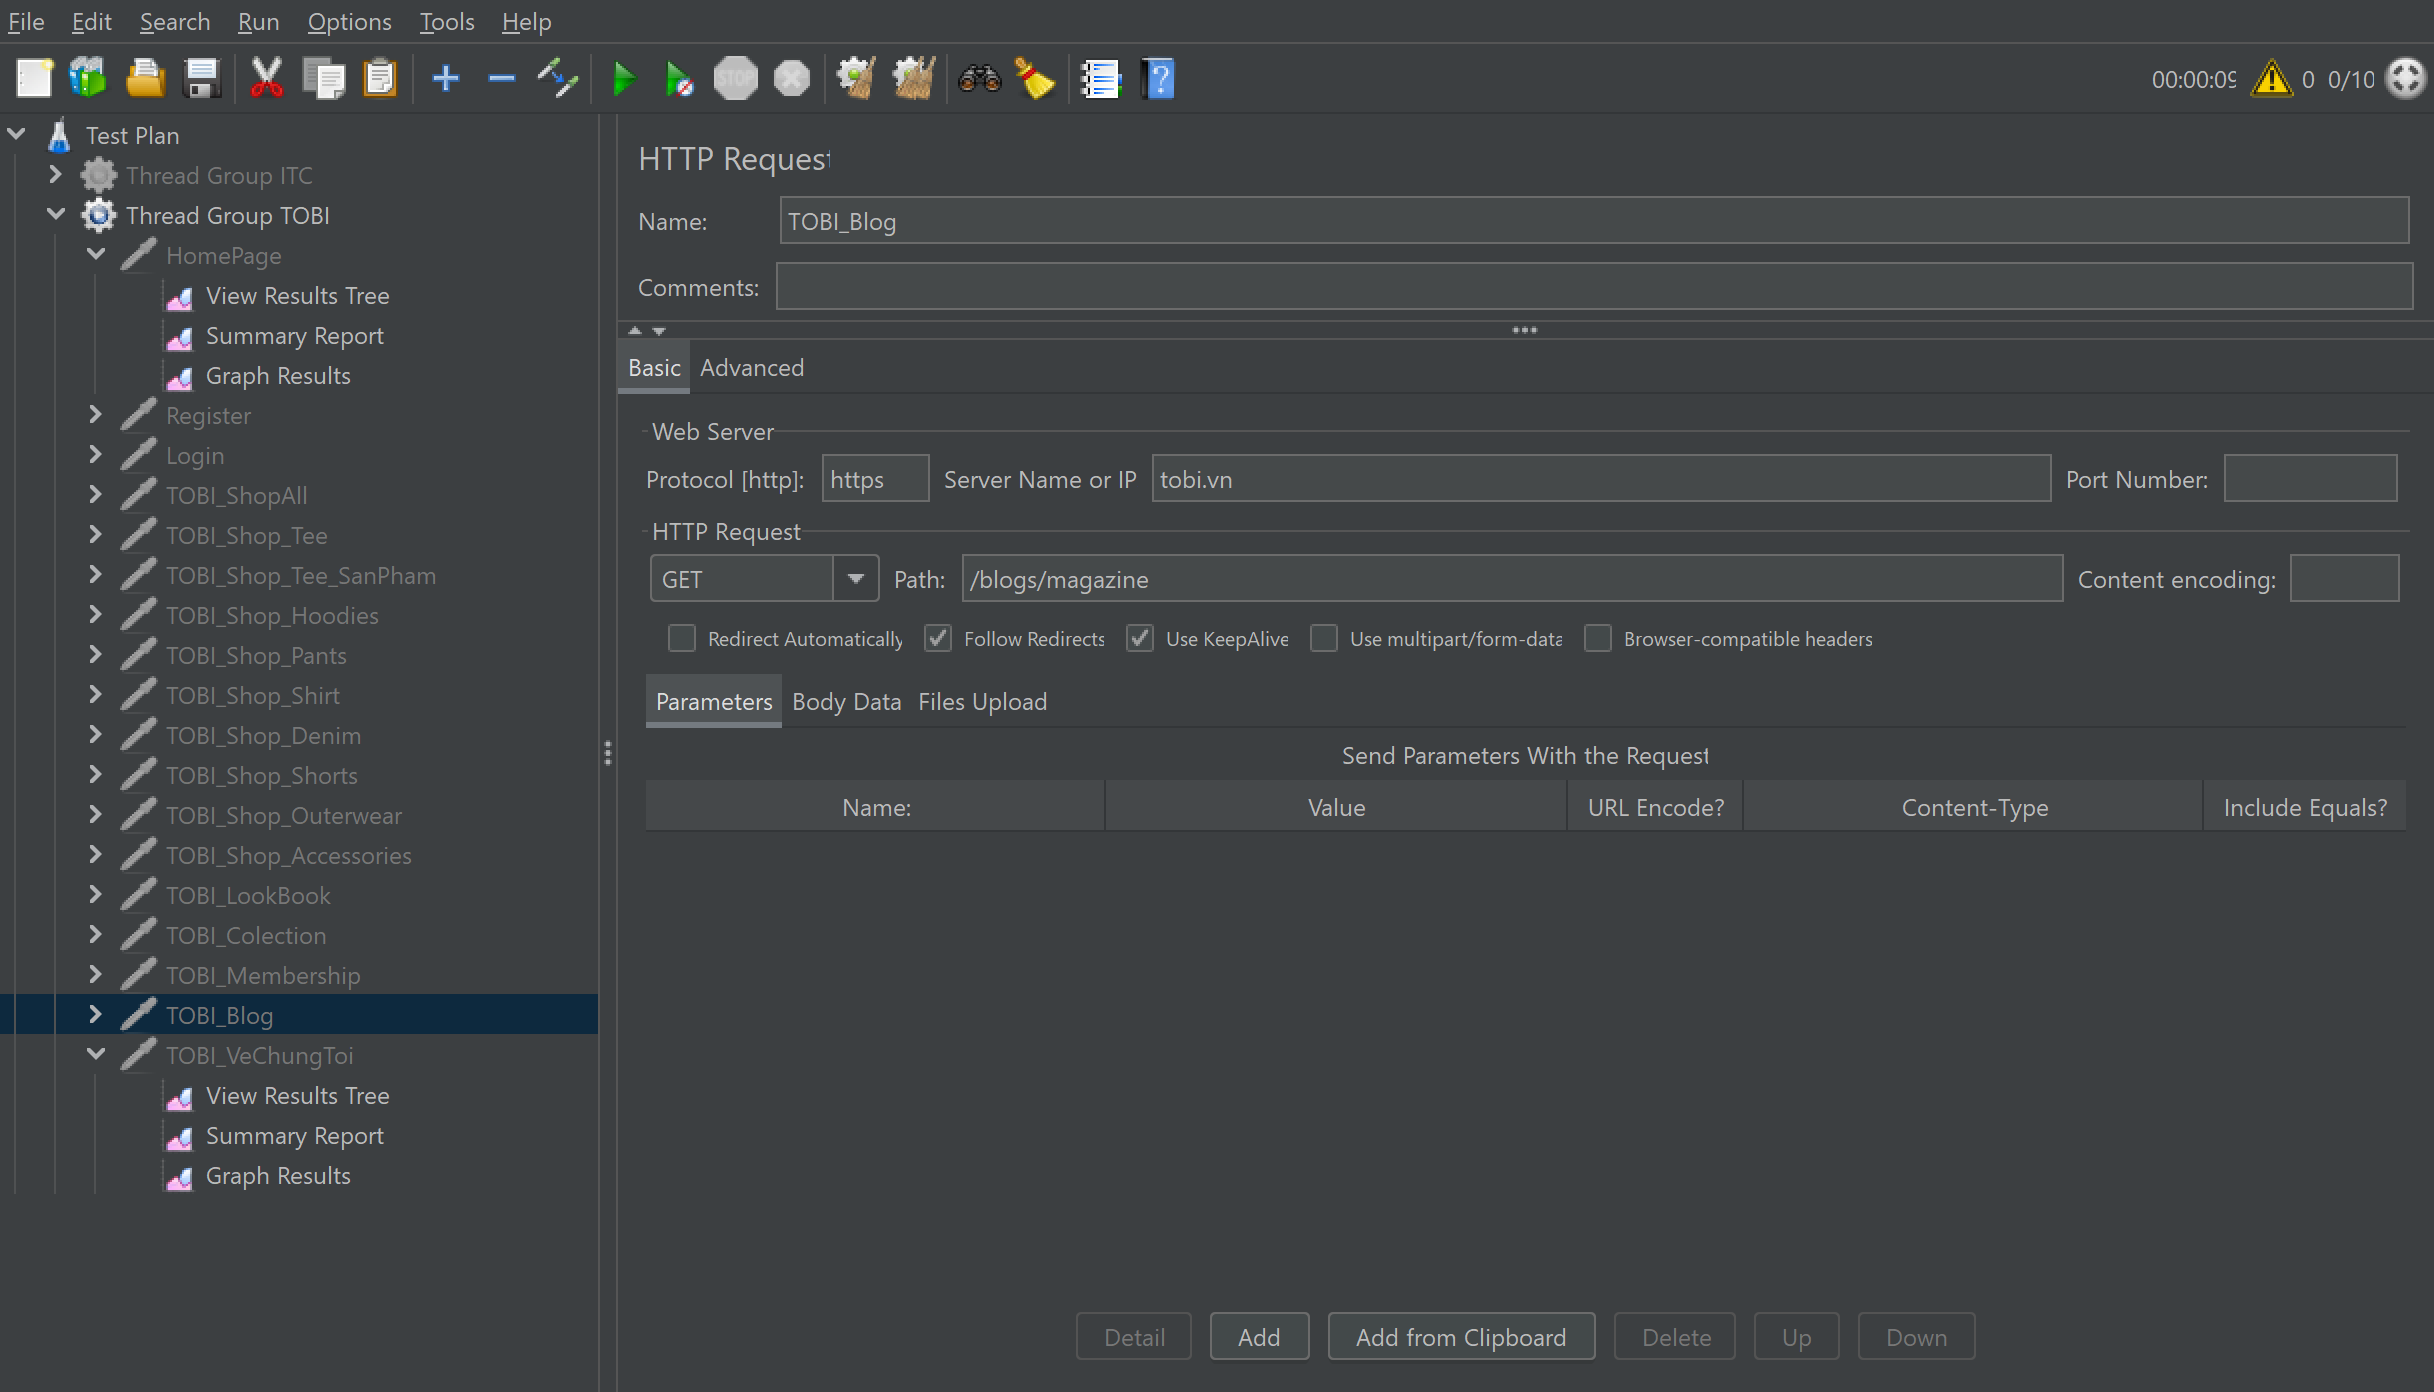 File Edit Search Run Options Tools Help
STOP 00:00:09 0 0/10
Test Plan
Thread Group ITC
Thread Group TOBI
HomePage
View Results Tree
Summary Report
Graph Results
Register
Login
TOBI_ShopAll
TOBI_Shop_Tee
TOBI_Shop_Tee_SanPham
TOBI_Shop_Hoodies
TOBI_Shop_Pants
TOBI_Shop_Shirt
TOBI_Shop_Denim
TOBI_Shop_Shorts
TOBI_Shop_Outerwear
TOBI_Shop_Accessories
TOBI_LookBook
TOBI_Colection
TOBI_Membership
TOBI_Blog
TOBI_VeChungToi
View Results Tree
Summary Report
Graph Results
HTTP Request
Name: TOBI_Blog
Comments:
Basic Advanced
Web Server
Protocol [http]: https Server Name or IP tobi.vn Port Number:
HTTP Request
GET Path: /blogs/magazine Content encoding:
Redirect Automatically Follow Redirects Use KeepAlive Use multipart/form-data Browser-compatible headers
Parameters Body Data Files Upload
Send Parameters With the Request
Name: Value URL Encode? Content-Type Include Equals?
Detail Add Add from Clipboard Delete Up Down